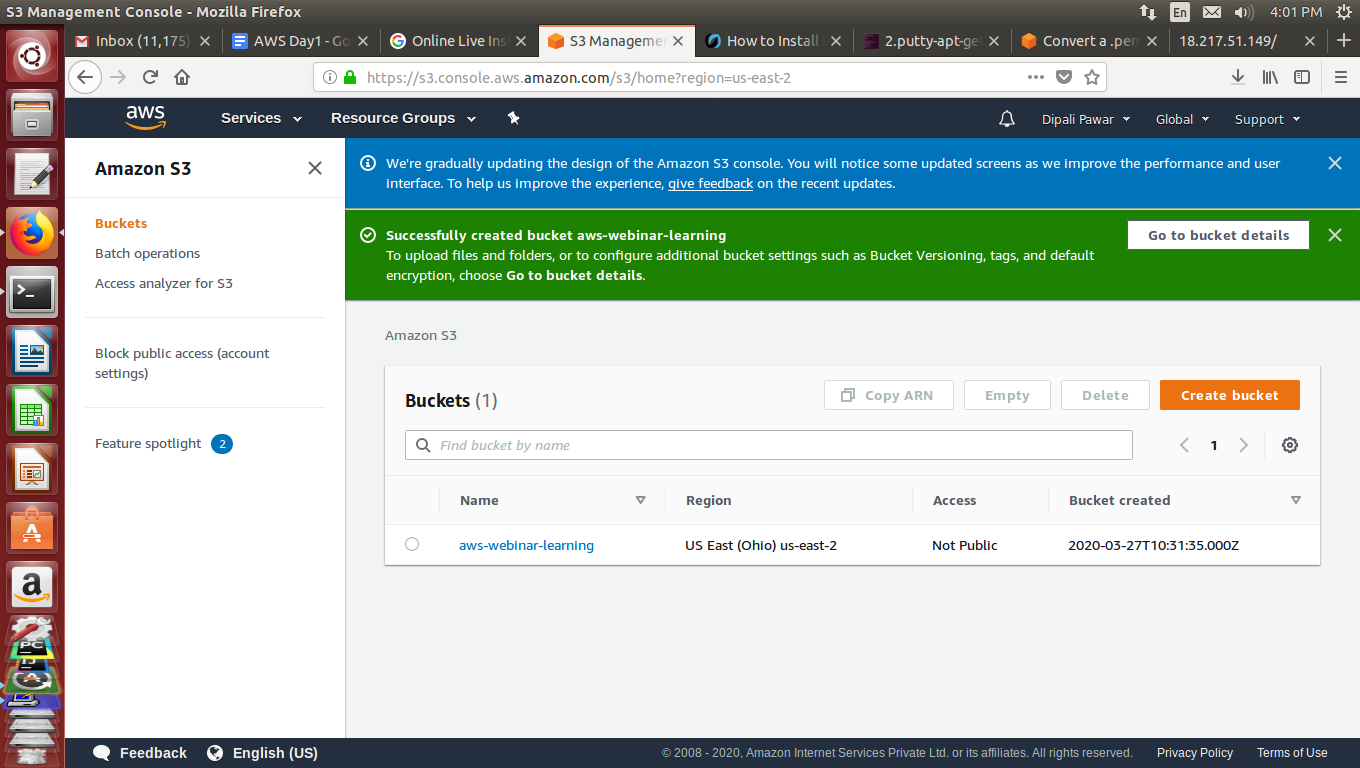 S3 Management Console - Mozilla Firefox
En
4:01 PM
Inbox (11,175)
AWS Day1 - Go
Online Live Ins
S3 Manageme
How to Install
2.putty-apt-ge
Convert a .pem
18.217.51.149/
https://s3.console.aws.amazon.com/s3/home?region=us-east-2
aws
Services
Resource Groups
Dipali Pawar
Global
Support
Amazon S3
Buckets
Batch operations
Access analyzer for S3
Block public access (account
settings)
Feature spotlight 2
We're gradually updating the design of the Amazon S3 console. You will notice some updated screens as we improve the performance and user
interface. To help us improve the experience, give feedback on the recent updates.
Successfully created bucket aws-webinar-learning
To upload files and folders, or to configure additional bucket settings such as Bucket Versioning, tags, and default
encryption, choose Go to bucket details.
Go to bucket details
Amazon S3
Buckets (1)
Copy ARN
Empty
Delete
Create bucket
Find bucket by name
1
Name
Region
Access
Bucket created
aws-webinar-learning
US East (Ohio) us-east-2
Not Public
2020-03-27T10:31:35.000Z
Feedback
English (US)
© 2008 - 2020, Amazon Internet Services Private Ltd. or its affiliates. All rights reserved.
Privacy Policy
Terms of Use